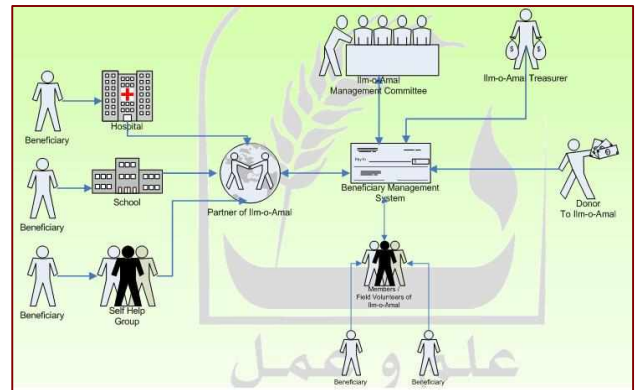 Ilm-o-Amal
Management Committee
Ilm-o-Amal Treasurer
Hospital
Beneficiary
School
Beneficiary
Partner of Ilm-o-Amal
Beneficiary Management
System
Donor
To Ilm-o-Amal
Self Help
Group
Beneficiary
Members /
Field Volunteers of
Ilm-o-Amal
Beneficiary
Beneficiary
علم و عمل